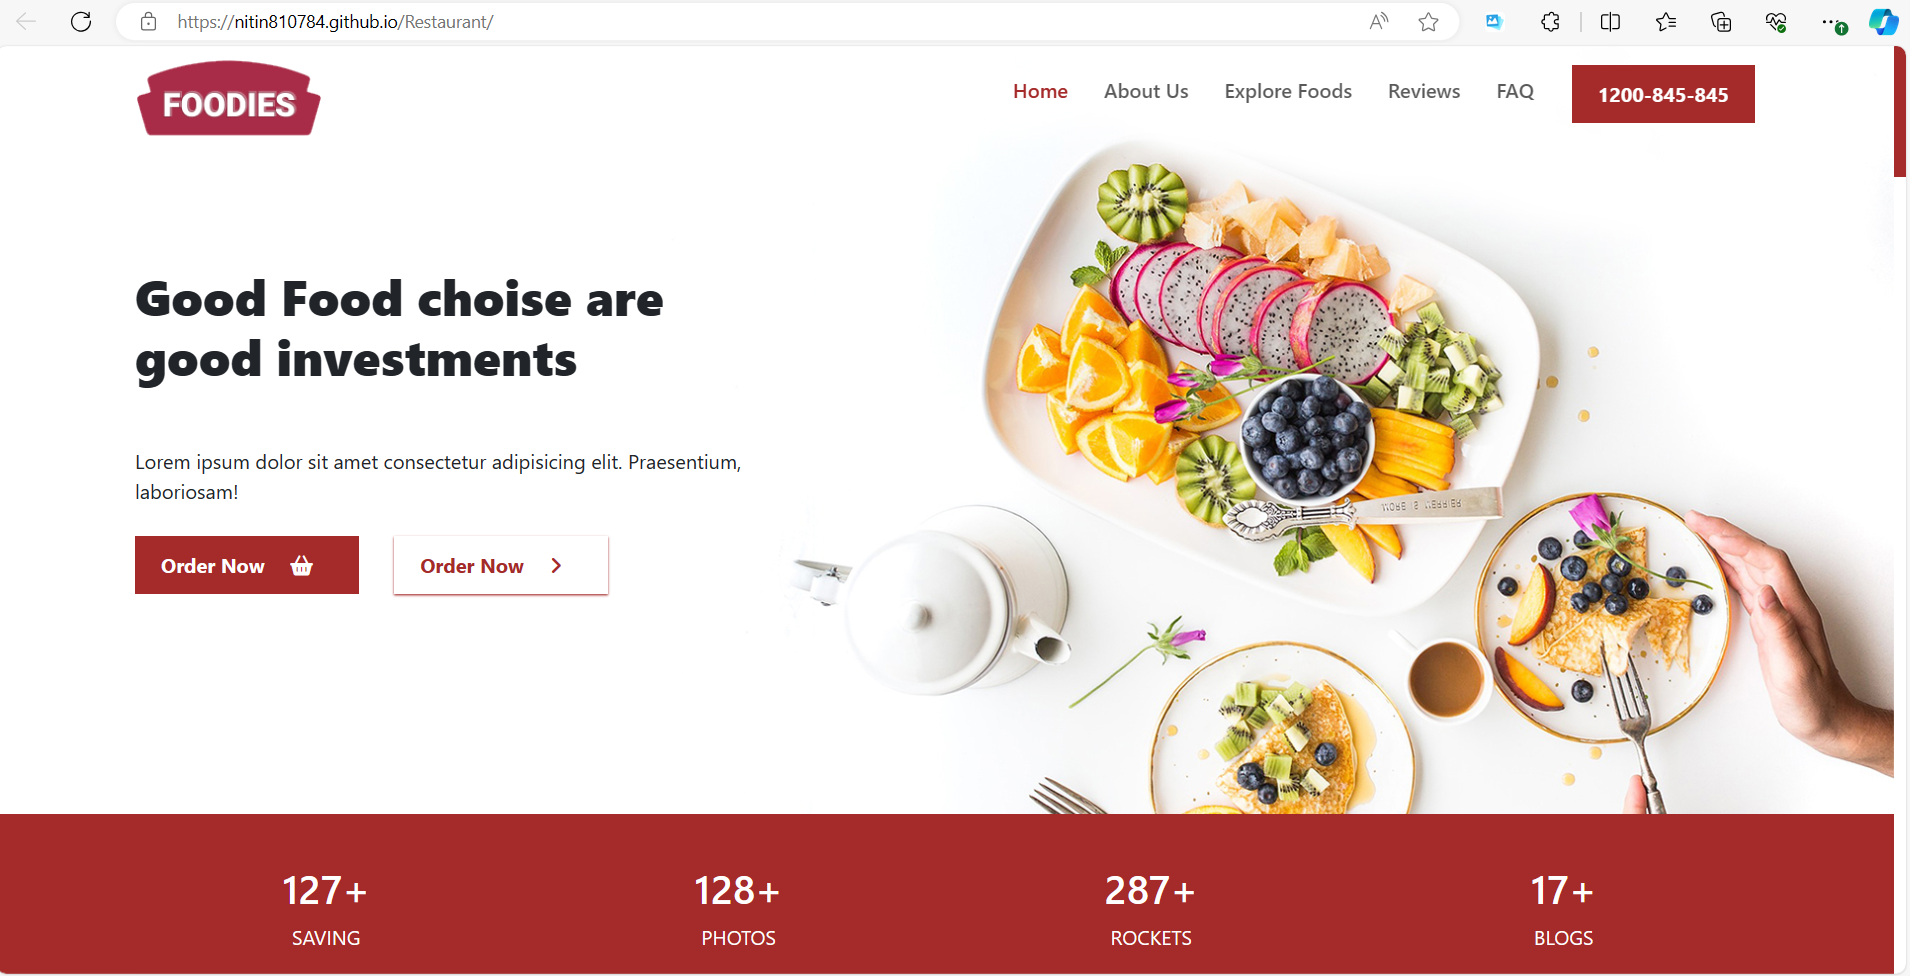 https://nitin810784.github.io/Restaurant/
FOODIES
Home About Us Explore Foods Reviews FAQ 1200-845-845
Good Food choise are
good investments
Lorem ipsum dolor sit amet consectetur adipisicing elit. Praesentium,
laboriosam!
Order Now Order Now
MORE & MERRIER
127+ 128+ 287+ 17+
SAVING PHOTOS ROCKETS BLOGS